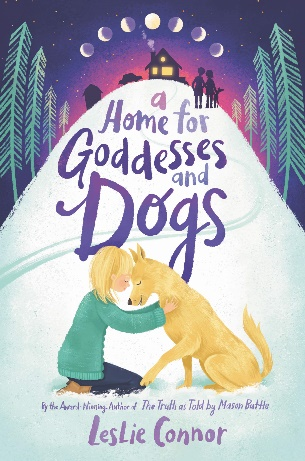 a
Home for
Goddesses
and
Dogs
By the Award-Winning Author of The Truth as Told by Mason Buttle
Leslie Connor